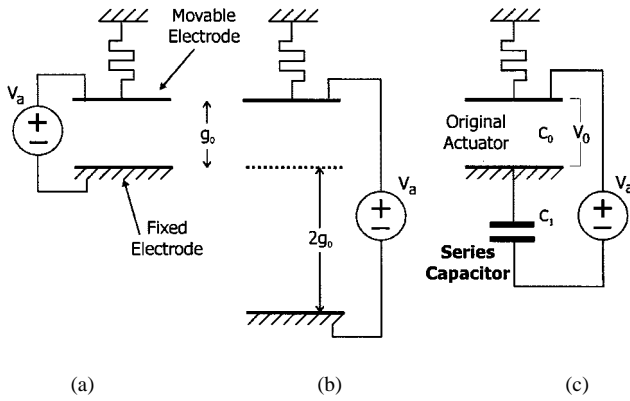 Movable
Electrode
Va
+
−
g₀
Fixed
Electrode
2g₀
Va
+
−
Original
Actuator
C₀
V₀
C₁
Series
Capacitor
Va
+
−
(a)
(b)
(c)